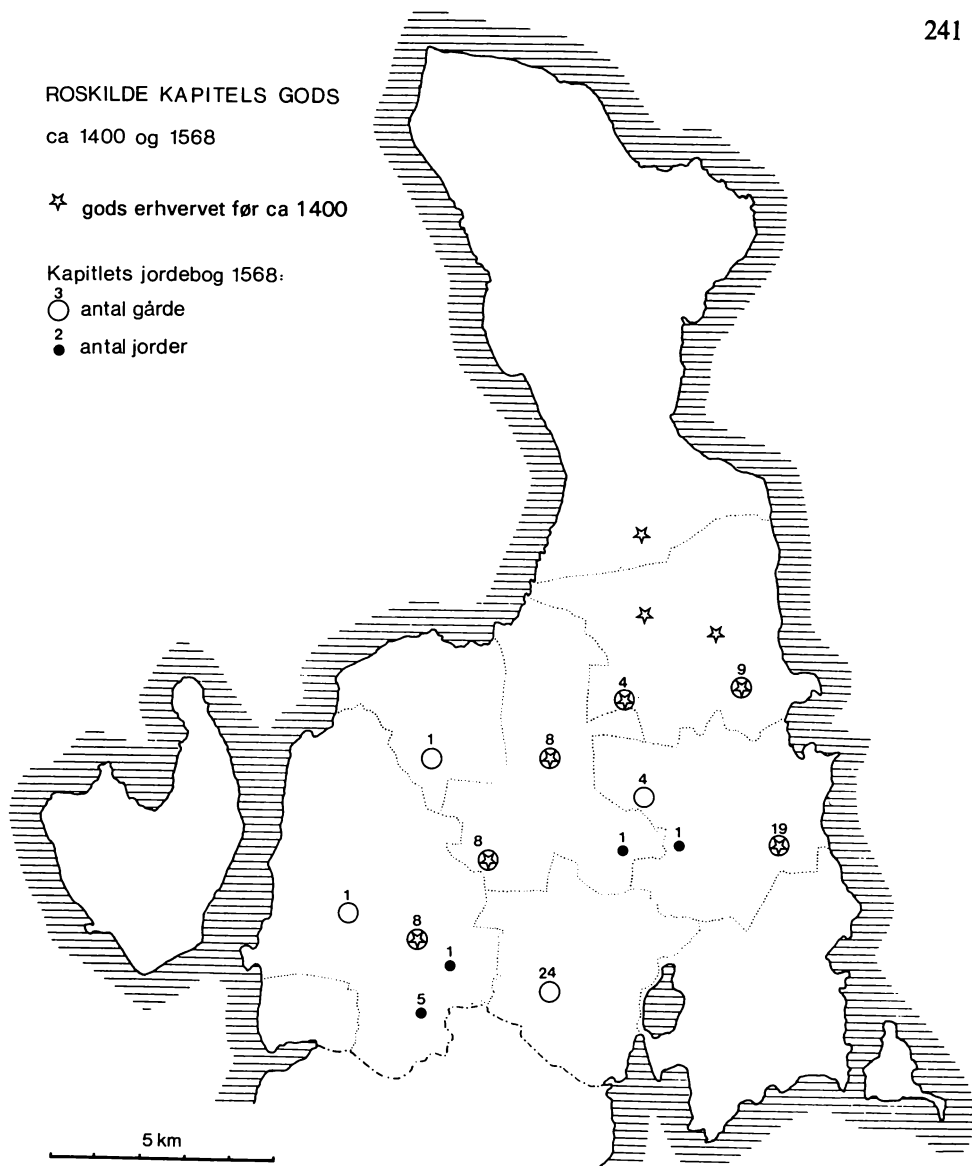 241
ROSKILDE KAPITELS GODS
ca 1400 og 1568
gods erhvervet før ca 1400
Kapitlets jordebog 1568:
3
antal gårde
2
antal jorder
4
9
1
8
4
8
1
1
19
1
8
1
24
5
5 km